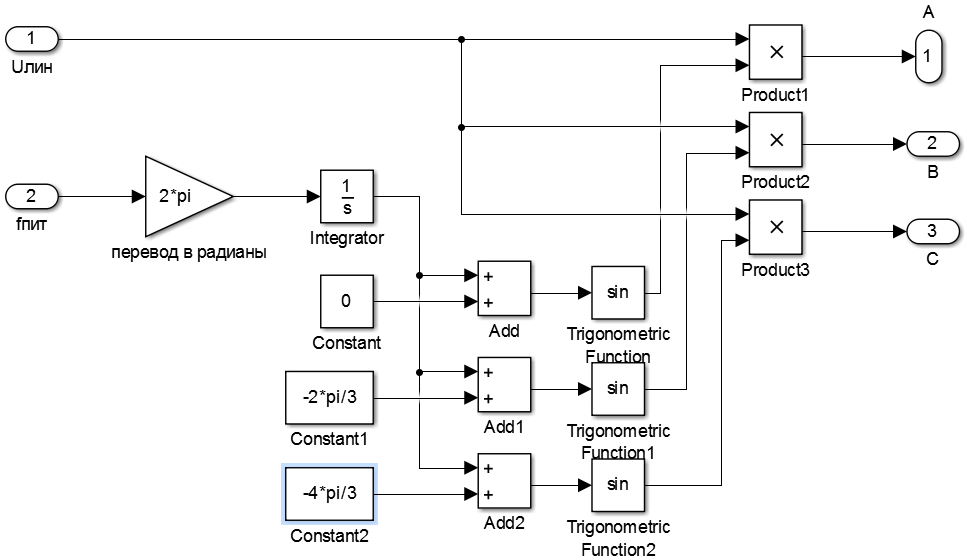 A
1
Uлин
×
1
Product1
×
2
Product2
B
2
fпит
2*pi
1
s
перевод в радианы
Integrator
×
3
Product3
C
0
+
+
sin
Constant
Add
Trigonometric
Function
-2*pi/3
+
+
sin
Constant1
Add1
Trigonometric
Function1
-4*pi/3
+
+
sin
Constant2
Add2
Trigonometric
Function2